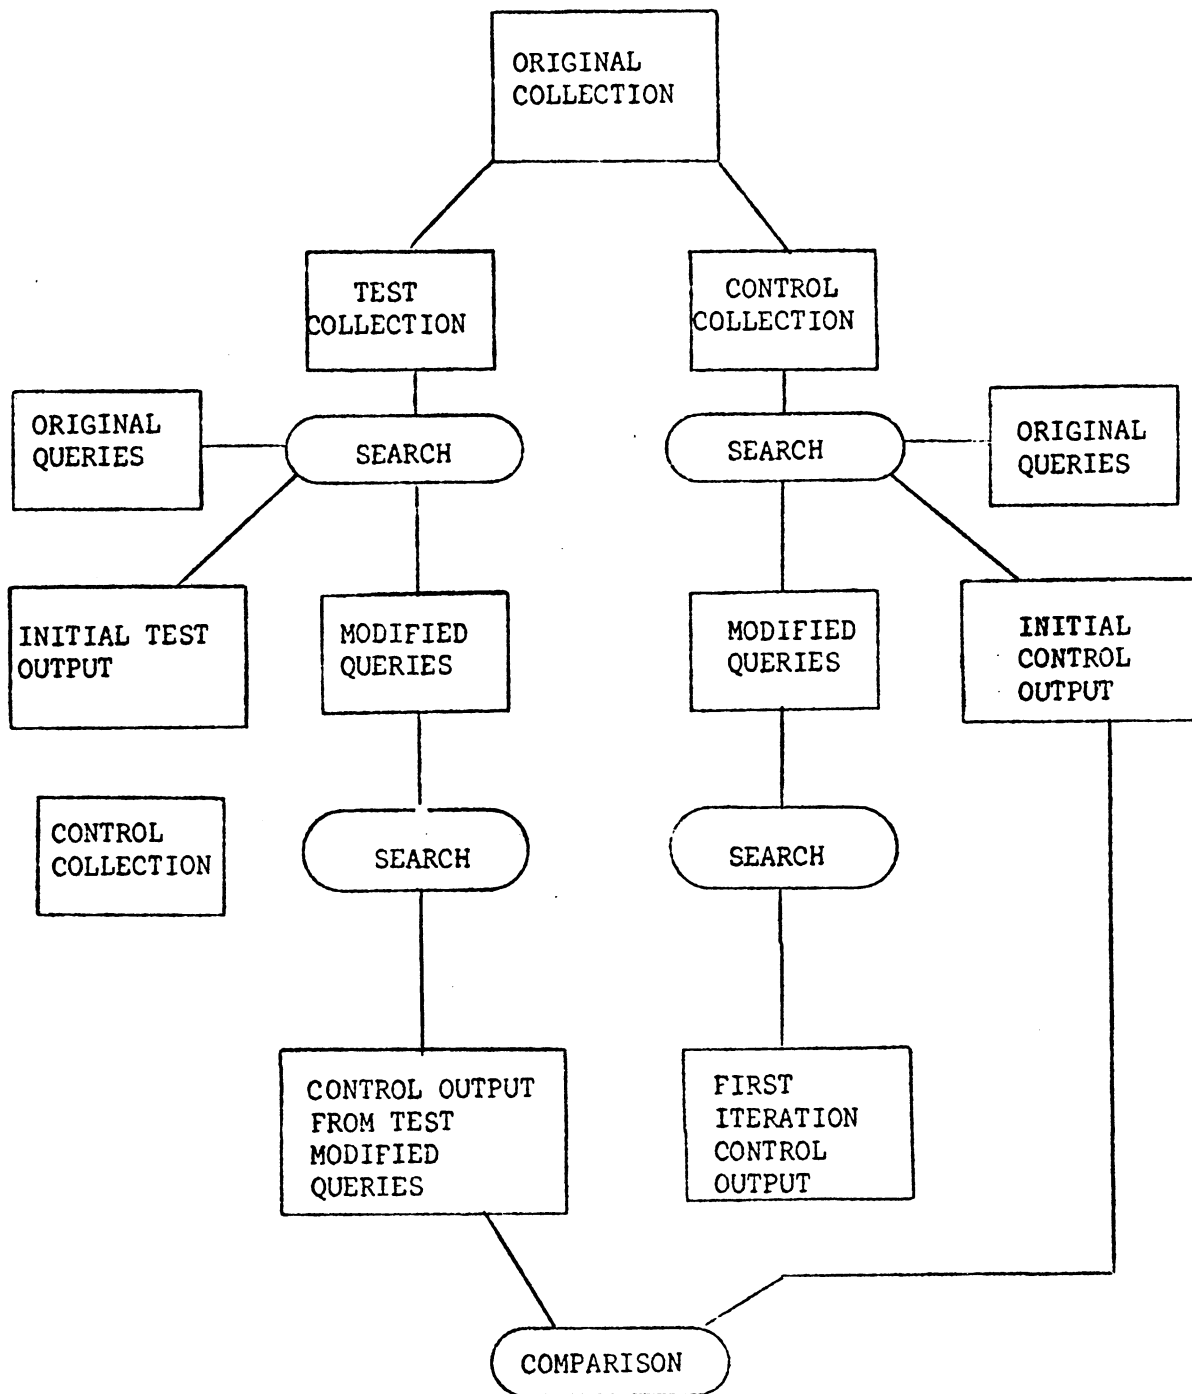 ORIGINAL
COLLECTION
TEST
COLLECTION
CONTROL
COLLECTION
ORIGINAL
QUERIES
SEARCH
SEARCH
ORIGINAL
QUERIES
INITIAL TEST
OUTPUT
MODIFIED
QUERIES
MODIFIED
QUERIES
INITIAL
CONTROL
OUTPUT
CONTROL
COLLECTION
SEARCH
SEARCH
CONTROL OUTPUT
FROM TEST
MODIFIED
QUERIES
FIRST
ITERATION
CONTROL
OUTPUT
COMPARISON